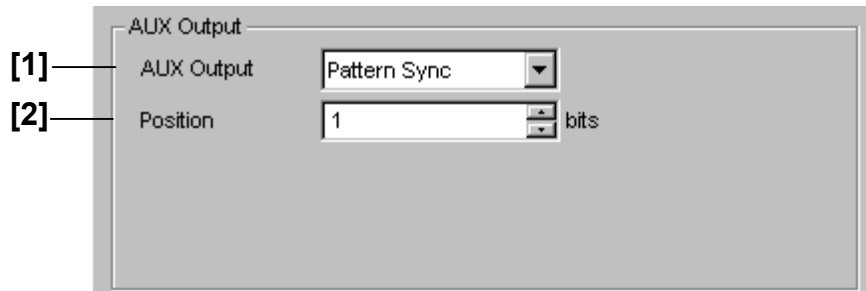 AUX Output
[1] AUX Output Pattern Sync
[2] Position 1 bits